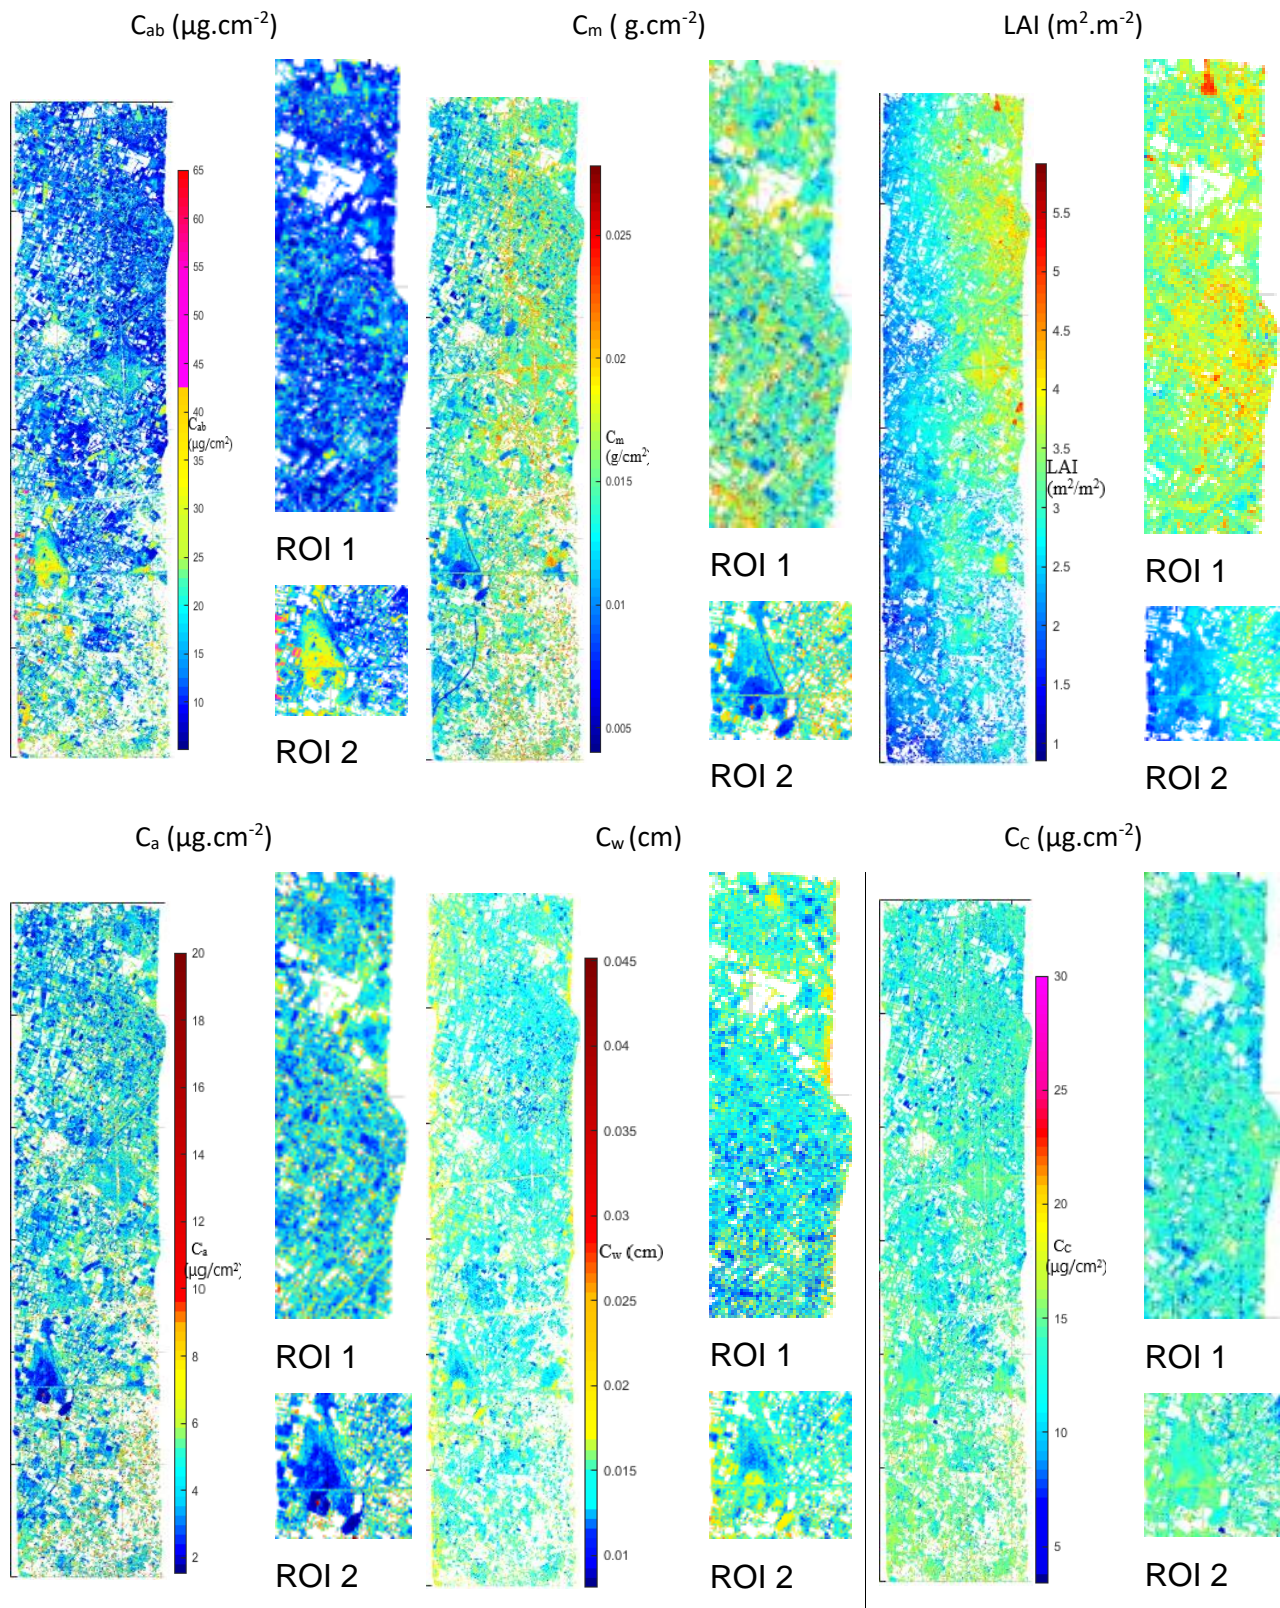 Cab (µg.cm-2)
Cm ( g.cm-2)
LAI (m2.m-2)
65
60
55
50
45
40
Cab
(µg/cm2)
35
30
25
20
15
10
ROI 1
ROI 2
0.025
0.02
Cm
(g/cm2)
0.015
0.01
0.005
ROI 1
ROI 2
5.5
5
4.5
4
3.5
LAI
(m2/m2)
3
2.5
2
1.5
1
ROI 1
ROI 2
Ca (µg.cm-2)
Cw (cm)
CC (µg.cm-2)
20
18
16
14
12
Ca
(µg/cm2)
10
8
6
4
2
ROI 1
ROI 2
0.045
0.04
0.035
0.03
Cw (cm)
0.025
0.02
0.015
0.01
ROI 1
ROI 2
30
25
20
CC
(µg/cm2)
15
10
5
ROI 1
ROI 2